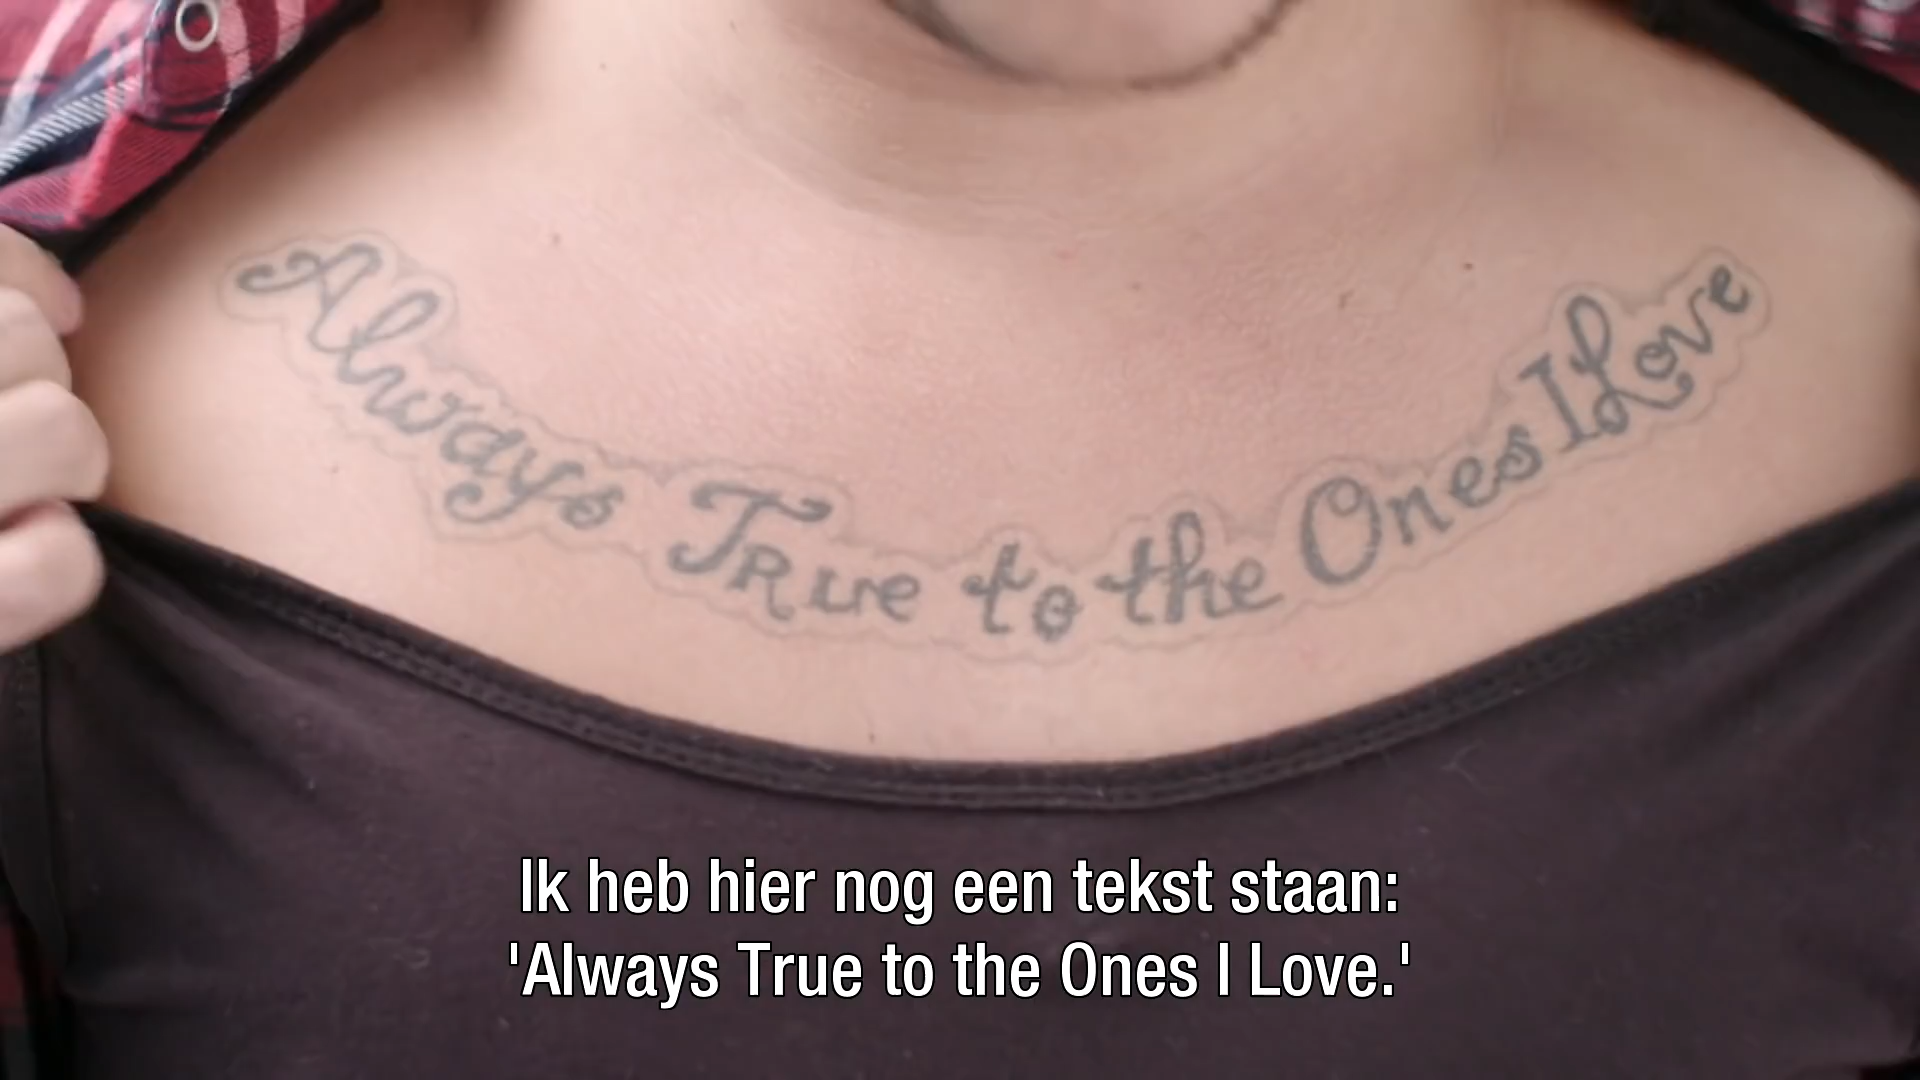 Always True to the Ones I Love
Ik heb hier nog een tekst staan:
'Always True to the Ones I Love.'